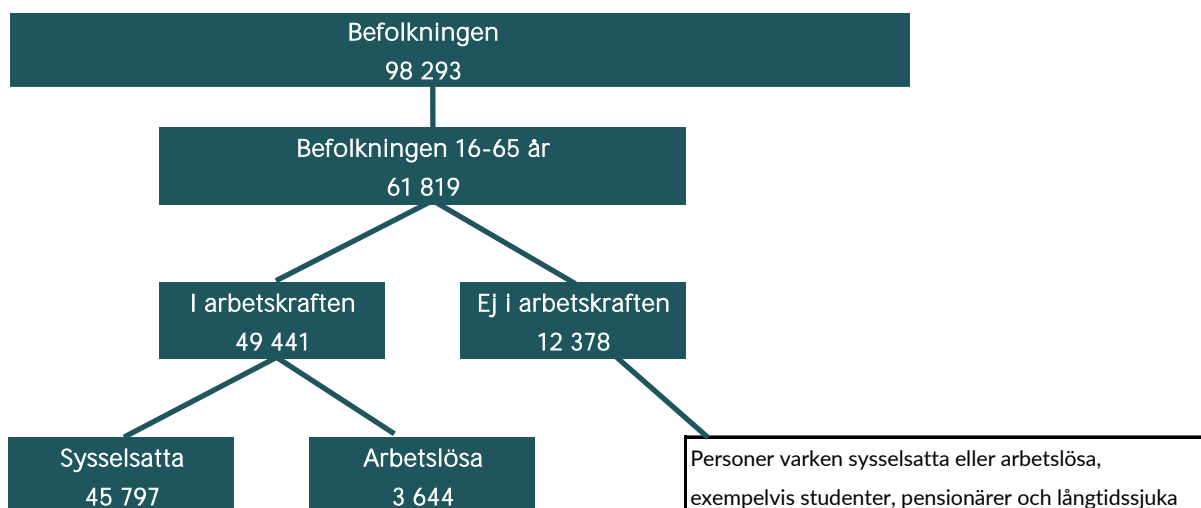 Befolkningen
98 293
Befolkningen 16-65 år
61 819
I arbetskraften
49 441
Ej i arbetskraften
12 378
Sysselsatta
45 797
Arbetslösa
3 644
Personer varken sysselsatta eller arbetslösa,
exempelvis studenter, pensionärer och långtidssjuka